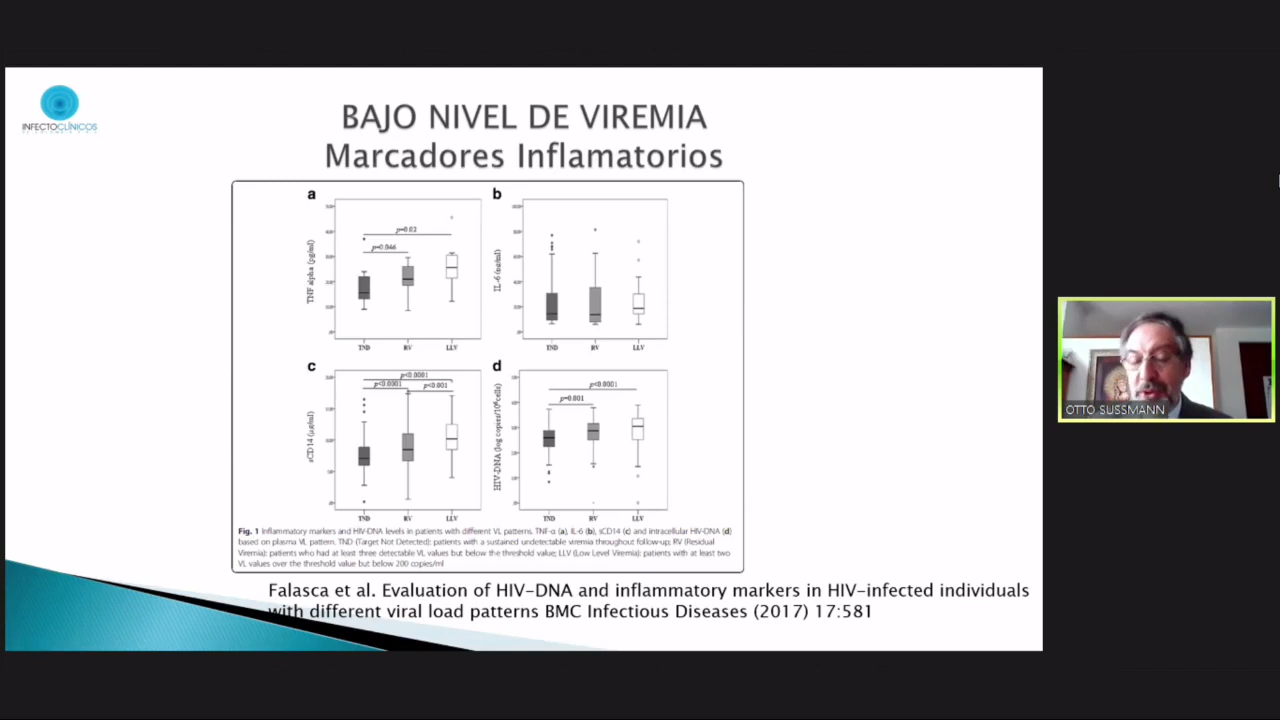 INFECTOCLÍNICOS
BAJO NIVEL DE VIREMIA
Marcadores Inflamatorios
a
TNF alpha (pg/ml)
p=0.02
p=0.046
TND RV LLV
b
TND RV LLV
c
sCD14 (µg/ml)
p<0.0001
p<0.0001 p<0.001
TND RV LLV
d
HIV-DNA (log copies/10⁶cells)
p<0.0001
p=0.001
TND RV LLV
Fig. 1 Inflammatory markers and HIV-DNA levels in patients with different VL patterns. TNF-α (a), IL-6 (b), sCD14 (c) and intracellular HIV-DNA (d)
based on plasma VL pattern. TND (Target Not Detected): patients with a sustained undetectable viremia throughout follow-up; RV (Residual
Viremia): patients who had at least three detectable VL values but below the threshold value; LLV (Low Level Viremia): patients with at least two
VL values over the threshold value but below 200 copies/ml
Falasca et al. Evaluation of HIV-DNA and inflammatory markers in HIV-infected individuals
with different viral load patterns BMC Infectious Diseases (2017) 17:581
OTTO SUSSMANN